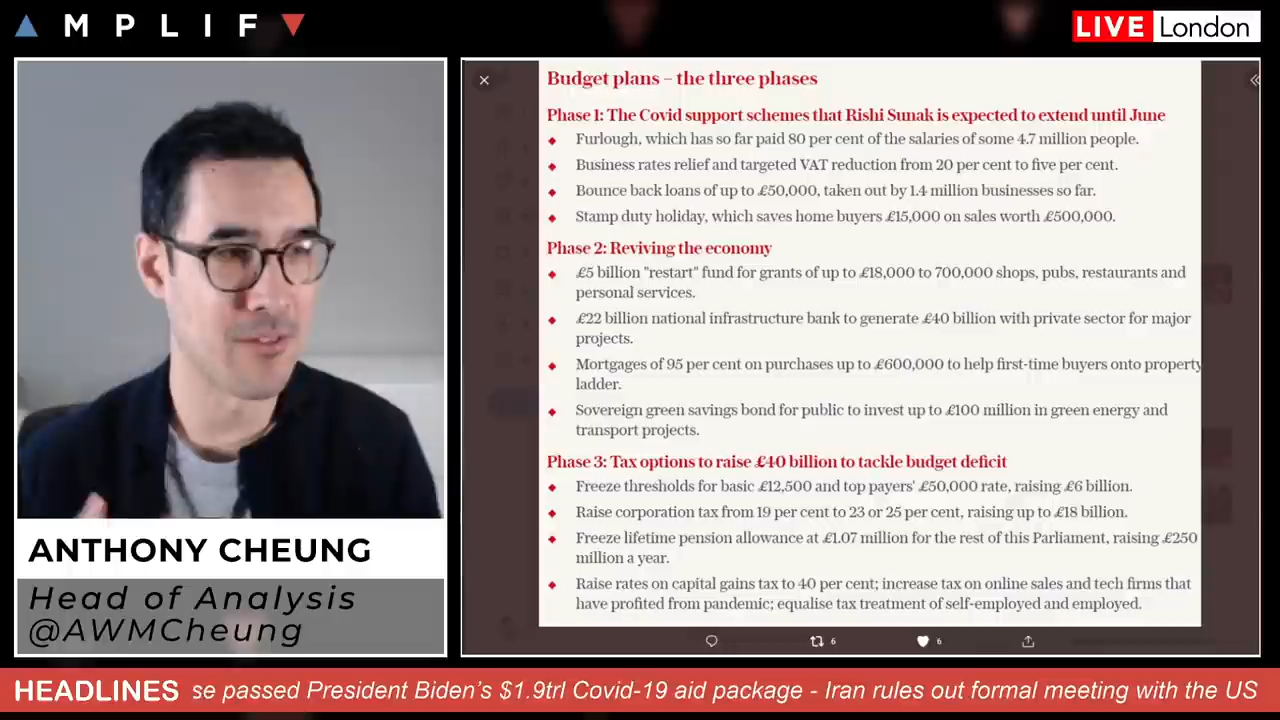 AMPLIFY
LIVE London
Budget plans – the three phases
Phase 1: The Covid support schemes that Rishi Sunak is expected to extend until June
Furlough, which has so far paid 80 per cent of the salaries of some 4.7 million people.
Business rates relief and targeted VAT reduction from 20 per cent to five per cent.
Bounce back loans of up to £50,000, taken out by 1.4 million businesses so far.
Stamp duty holiday, which saves home buyers £15,000 on sales worth £500,000.
Phase 2: Reviving the economy
£5 billion "restart" fund for grants of up to £18,000 to 700,000 shops, pubs, restaurants and
personal services.
£22 billion national infrastructure bank to generate £40 billion with private sector for major
projects.
Mortgages of 95 per cent on purchases up to £600,000 to help first-time buyers onto property
ladder.
Sovereign green savings bond for public to invest up to £100 million in green energy and
transport projects.
Phase 3: Tax options to raise £40 billion to tackle budget deficit
Freeze thresholds for basic £12,500 and top payers' £50,000 rate, raising £6 billion.
Raise corporation tax from 19 per cent to 23 or 25 per cent, raising up to £18 billion.
Freeze lifetime pension allowance at £1.07 million for the rest of this Parliament, raising £250
million a year.
Raise rates on capital gains tax to 40 per cent; increase tax on online sales and tech firms that
have profited from pandemic; equalise tax treatment of self-employed and employed.
6 6
ANTHONY CHEUNG
Head of Analysis
@AWMCheung
HEADLINES se passed President Biden's $1.9trl Covid-19 aid package - Iran rules out formal meeting with the US